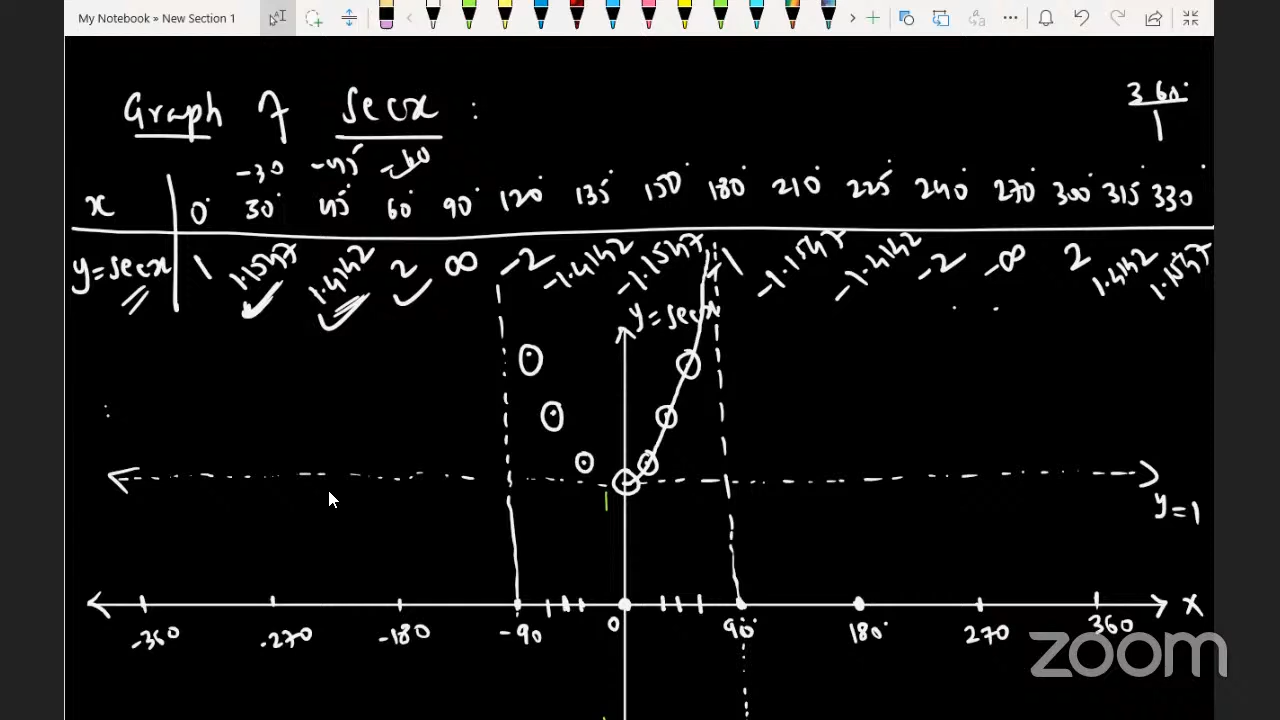 My Notebook » New Section 1
Graph of Secx :
360°
1
-30 -45° -60
x 0° 30° 45° 60° 90° 120° 135° 150° 180° 210° 225° 240° 270° 300° 315° 330°
y=secx 1 1.1547 1.4142 2 ∞ -2 -1.4142 -1.1547 -1 -1.1547 -1.4142 -2 -∞ 2 1.4142 1.1547
y=secx
1
y=1
x
-360 -270 -180 -90 0 90° 180° 270 360
zoom